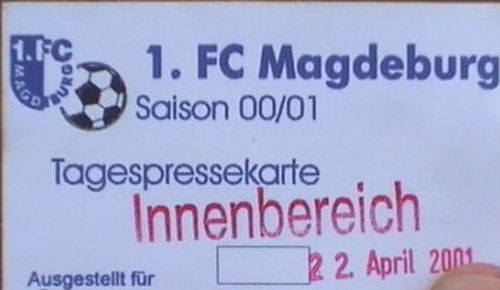 1.FC
MAGDEBURG
1. FC Magdeburg
Saison 00/01
Tagespressekarte
Innenbereich
22. April 2001
Ausgestellt für